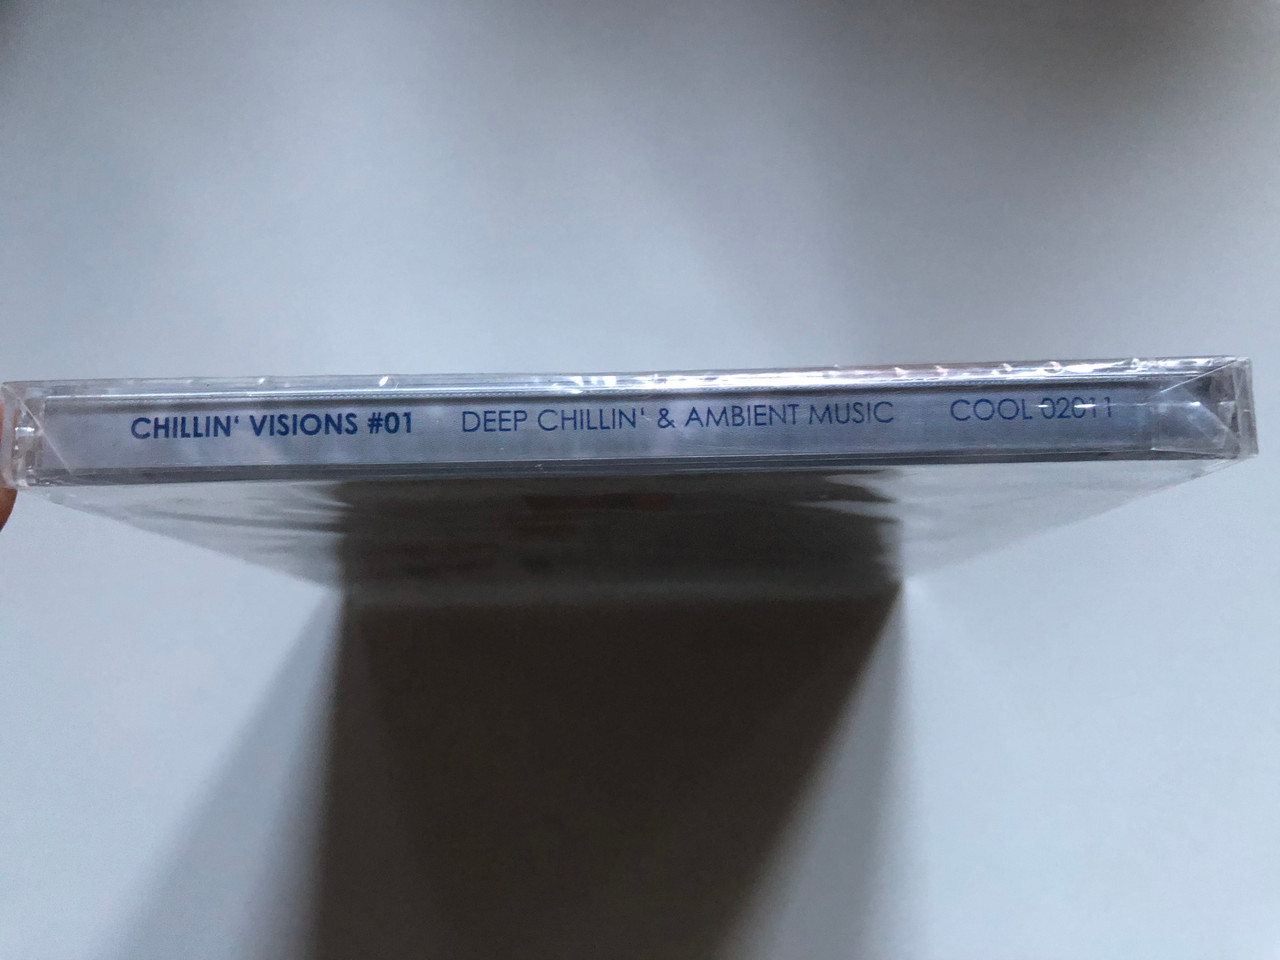 CHILLIN‘ VISIONS #01 DEEP CHILLIN‘ & AMBIENT MUSIC COOL 02011